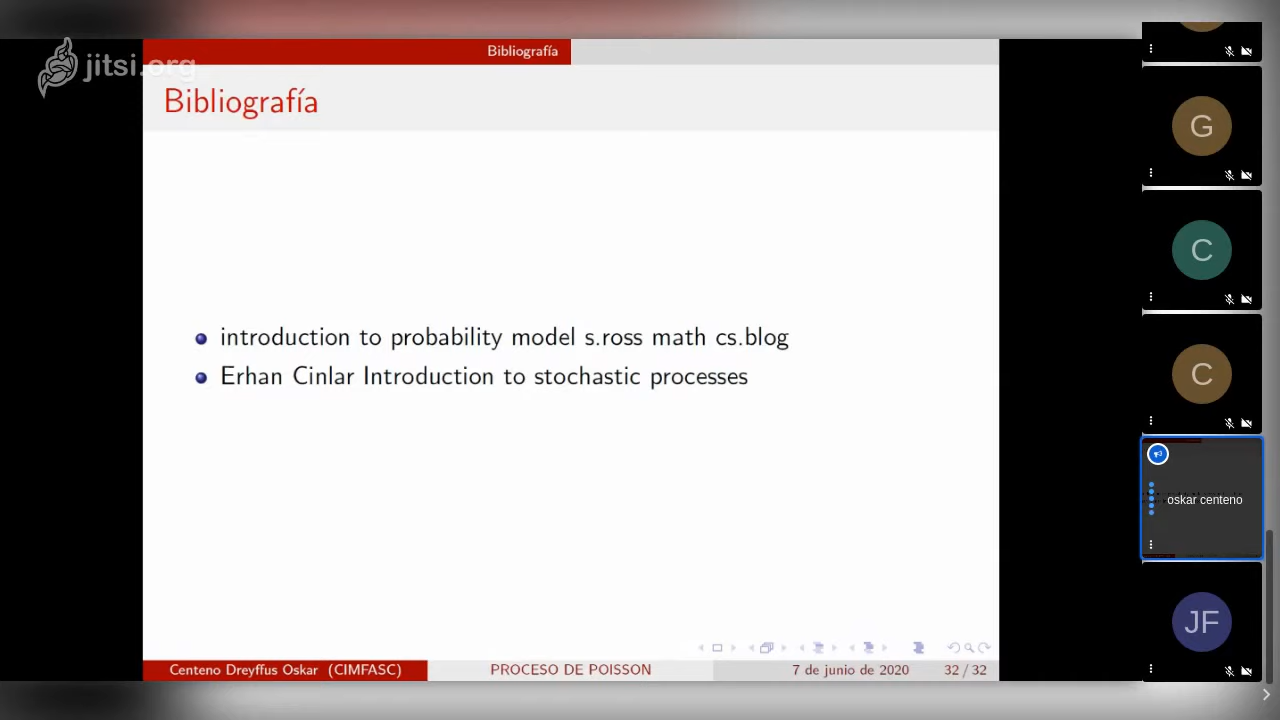 jitsi.org
Bibliografía
Bibliografía
introduction to probability model s.ross math cs.blog
Erhan Cinlar Introduction to stochastic processes
Centeno Dreyffus Oskar (CIMFASC)
PROCESO DE POISSON
7 de junio de 2020
32 / 32
G
C
C
oskar centeno
JF